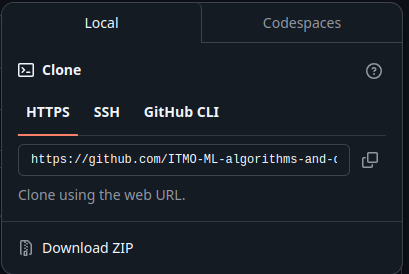 Local Codespaces
Clone
HTTPS SSH GitHub CLI
https://github.com/ITMO-ML-algorithms-and-
Clone using the web URL.
Download ZIP